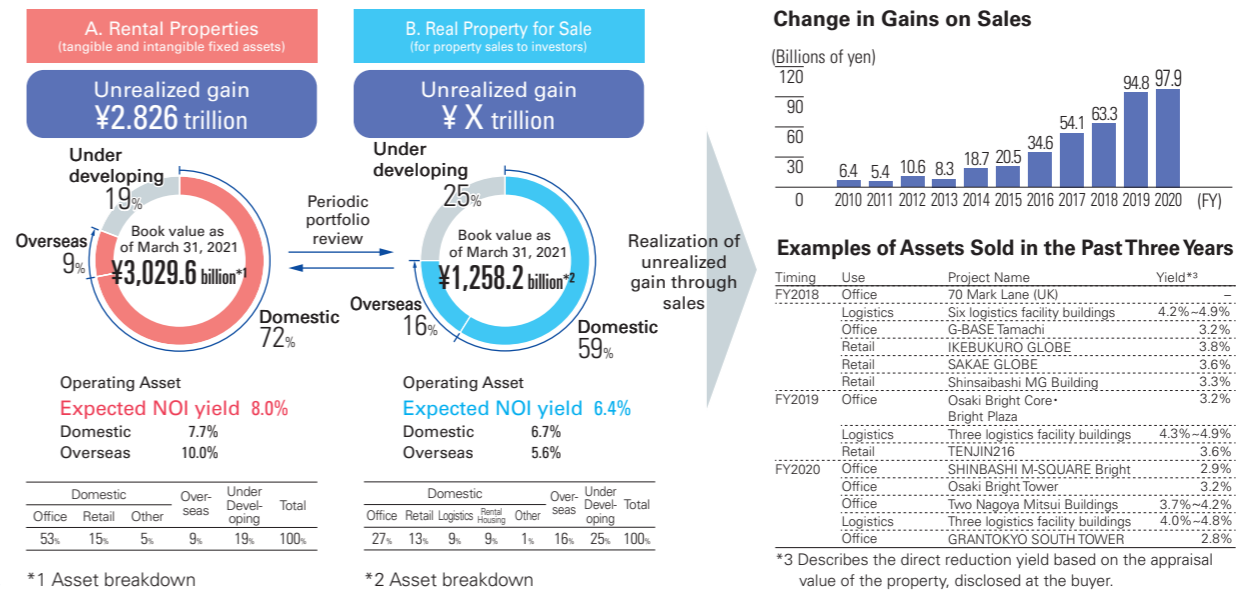 A. Rental Properties
(tangible and intangible fixed assets)
Unrealized gain
¥2.826 trillion
Under
developing
19%
Book value as
of March 31, 2021
¥3,029.6 billion*1
Overseas
9%
Domestic
72%
Operating Asset
Expected NOI yield 8.0%
Domestic 7.7%
Overseas 10.0%
Domestic Over-seas Under Devel-oping Total
Office Retail Other
53% 15% 5% 9% 19% 100%
*1 Asset breakdown
Periodic
portfolio
review
B. Real Property for Sale
(for property sales to investors)
Unrealized gain
¥ X trillion
Under
developing
25%
Book value as
of March 31, 2021
¥1,258.2 billion*2
Overseas
16%
Domestic
59%
Operating Asset
Expected NOI yield 6.4%
Domestic 6.7%
Overseas 5.6%
Domestic Over-seas Under Devel-oping Total
Office Retail Logistics Rental Housing Other
27% 13% 9% 9% 1% 16% 25% 100%
*2 Asset breakdown
Realization of
unrealized
gain through
sales
Change in Gains on Sales
(Billions of yen)
120
90
60
30
0
6.4 5.4 10.6 8.3 18.7 20.5 34.6 54.1 63.3 94.8 97.9
2010 2011 2012 2013 2014 2015 2016 2017 2018 2019 2020 (FY)
Examples of Assets Sold in the Past Three Years
Timing Use Project Name Yield*3
FY2018 Office 70 Mark Lane (UK) –
Logistics Six logistics facility buildings 4.2%~4.9%
Office G-BASE Tamachi 3.2%
Retail IKEBUKURO GLOBE 3.8%
Retail SAKAE GLOBE 3.6%
Retail Shinsaibashi MG Building 3.3%
FY2019 Office Osaki Bright Core・ 3.2%
Bright Plaza
Logistics Three logistics facility buildings 4.3%~4.9%
Retail TENJIN216 3.6%
FY2020 Office SHINBASHI M-SQUARE Bright 2.9%
Office Osaki Bright Tower 3.2%
Office Two Nagoya Mitsui Buildings 3.7%~4.2%
Logistics Three logistics facility buildings 4.0%~4.8%
Office GRANTOKYO SOUTH TOWER 2.8%
*3 Describes the direct reduction yield based on the appraisal
value of the property, disclosed at the buyer.